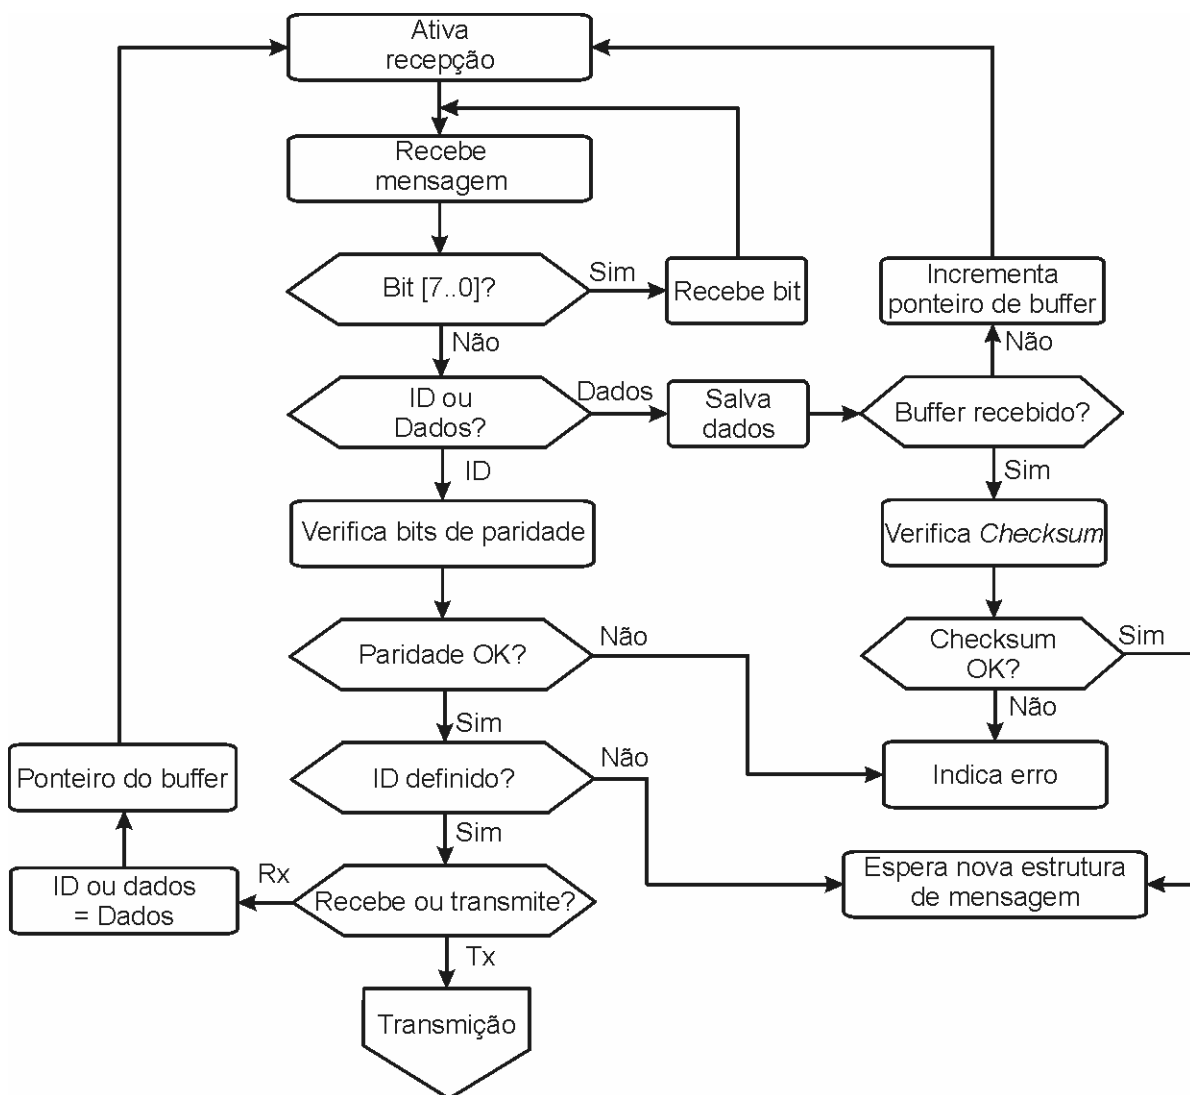 Ativa
recepção
Recebe
mensagem
Bit [7..0]?
Sim
Recebe bit
Incrementa
ponteiro de buffer
Não
Não
ID ou
Dados?
Dados
Salva
dados
Buffer recebido?
ID
Sim
Verifica bits de paridade
Verifica Checksum
Paridade OK?
Não
Checksum
OK?
Sim
Não
Sim
Ponteiro do buffer
ID definido?
Não
Indica erro
Sim
ID ou dados
= Dados
Rx
Recebe ou transmite?
Espera nova estrutura
de mensagem
Tx
Transmição